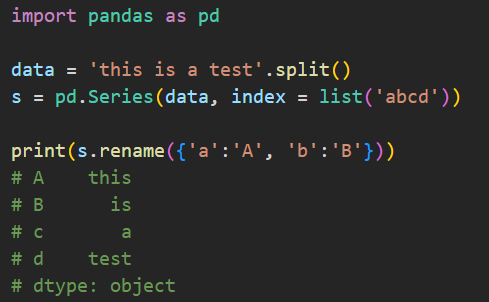 import pandas as pd
data = 'this is a test'.split()
s = pd.Series(data, index = list('abcd'))
print(s.rename({'a':'A', 'b':'B'}))
# A    this
# B      is
# c       a
# d    test
# dtype: object